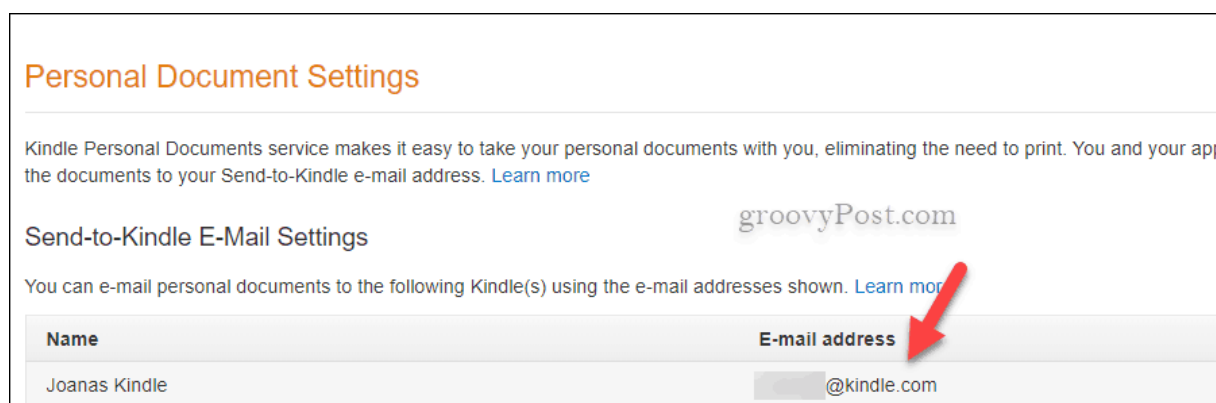 Personal Document Settings
Kindle Personal Documents service makes it easy to take your personal documents with you, eliminating the need to print. You and your
the documents to your Send-to-Kindle e-mail address. Learn more
groovyPost.com
Send-to-Kindle E-Mail Settings
You can e-mail personal documents to the following Kindle(s) using the e-mail addresses shown. Learn
Name E-mail address
Joanas Kindle @kindle.com